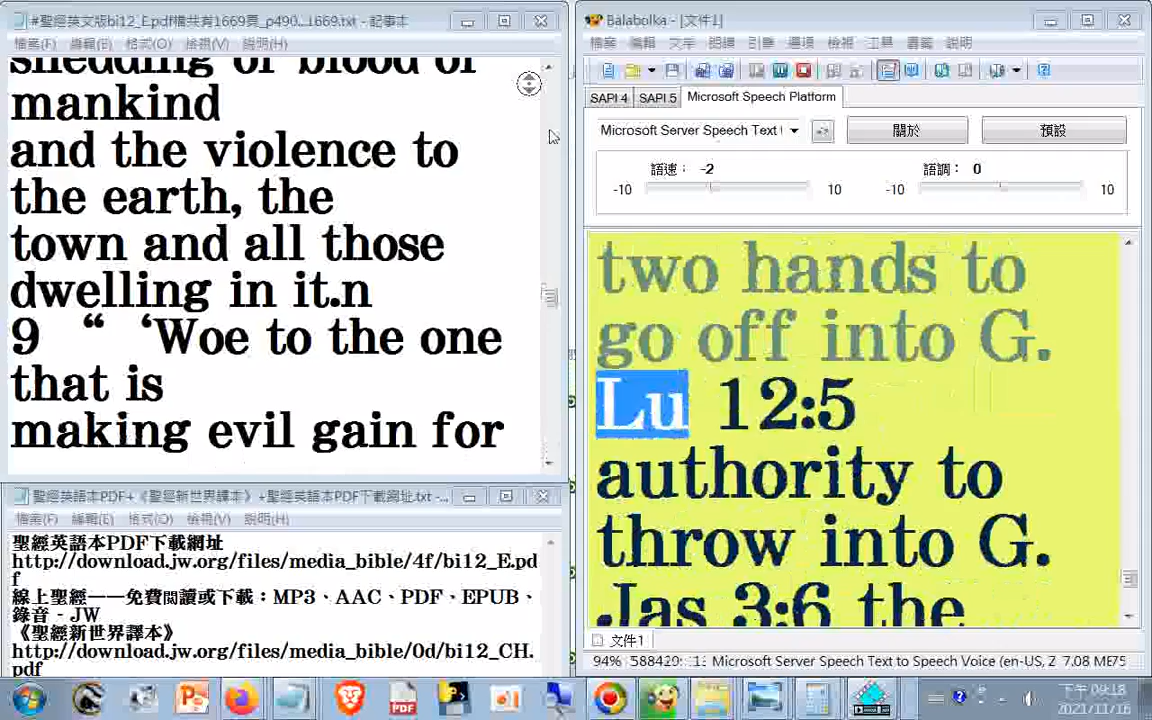 #聖經英文版bi12_E.pdf檔共有1669頁_p490...1669.txt - 記事本
檔案(F) 編輯(E) 格式(O) 檢視(V) 說明(H)
shedding of blood of
mankind
and the violence to
the earth, the
town and all those
dwelling in it.n
9 “ ‘Woe to the one
that is
making evil gain for
聖經英語本PDF+《聖經新世界譯本》+聖經英語本PDF下載網址.txt -...
檔案(F) 編輯(E) 格式(O) 檢視(V) 說明(H)
聖經英語本PDF下載網址
http://download.jw.org/files/media_bible/4f/bi12_E.pd
f
線上聖經——免費閱讀或下載：MP3、AAC、PDF、EPUB、
錄音 - JW
《聖經新世界譯本》
http://download.jw.org/files/media_bible/0d/bi12_CH.
pdf
Balabolka - [文件1]
檔案 編輯 文字 朗讀 引擎 選項 檢視 工具 書籤 說明
SAPI 4 SAPI 5 Microsoft Speech Platform
Microsoft Server Speech Text 關於 預設
語速： -2 語調： 0
-10 10 -10 10
two hands to
go off into G.
Lu 12:5
authority to
throw into G.
Jas 3:6 the
文件1
94% Microsoft Server Speech Text to Speech Voice (en-US, Z 7.08 ME
PDF
下午 09:18
2021/11/16